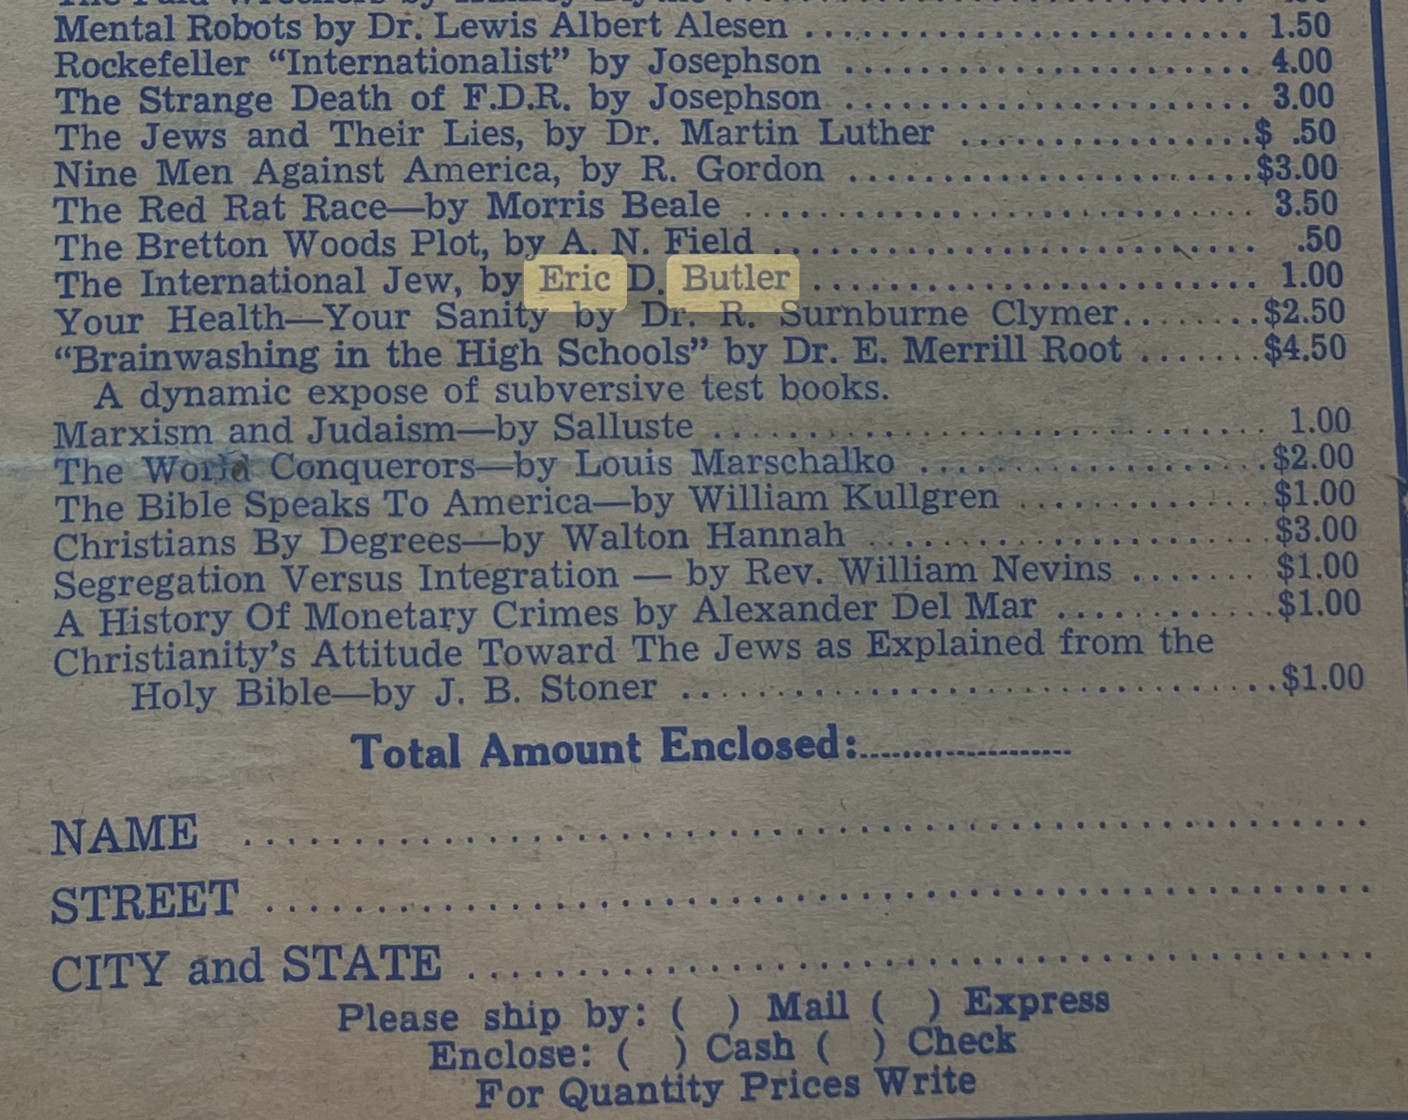 Mental Robots by Dr. Lewis Albert Alesen .................................. 1.50
Rockefeller “Internationalist” by Josephson ............................... 4.00
The Strange Death of F.D.R. by Josephson ............................... 3.00
The Jews and Their Lies, by Dr. Martin Luther ......................$ .50
Nine Men Against America, by R. Gordon ..............................$3.00
The Red Rat Race—by Morris Beale ...................................... 3.50
The Bretton Woods Plot, by A. N. Field .................................... .50
The International Jew, by Eric D. Butler .................................. 1.00
Your Health—Your Sanity by Dr. R. Surnburne Clymer........$2.50
“Brainwashing in the High Schools” by Dr. E. Merrill Root .......$4.50
A dynamic expose of subversive test books.
Marxism and Judaism—by Salluste ........................................ 1.00
The World Conquerors—by Louis Marschalko ..........................$2.00
The Bible Speaks To America—by William Kullgren ...................$1.00
Christians By Degrees—by Walton Hannah ..............................$3.00
Segregation Versus Integration — by Rev. William Nevins ..........$1.00
A History Of Monetary Crimes by Alexander Del Mar .................$1.00
Christianity’s Attitude Toward The Jews as Explained from the
Holy Bible—by J. B. Stoner ...........................................$1.00
Total Amount Enclosed:......................
NAME ............................................................
STREET ..........................................................
CITY and STATE ..................................................
Please ship by: ( ) Mail ( ) Express
Enclose: ( ) Cash ( ) Check
For Quantity Prices Write